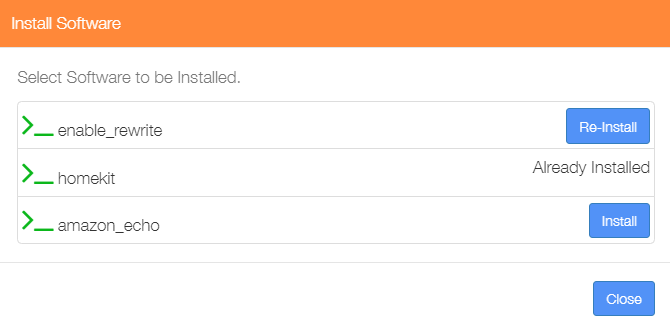 Install Software
Select Software to be Installed.
enable_rewrite Re-Install
homekit Already Installed
amazon_echo Install
Close